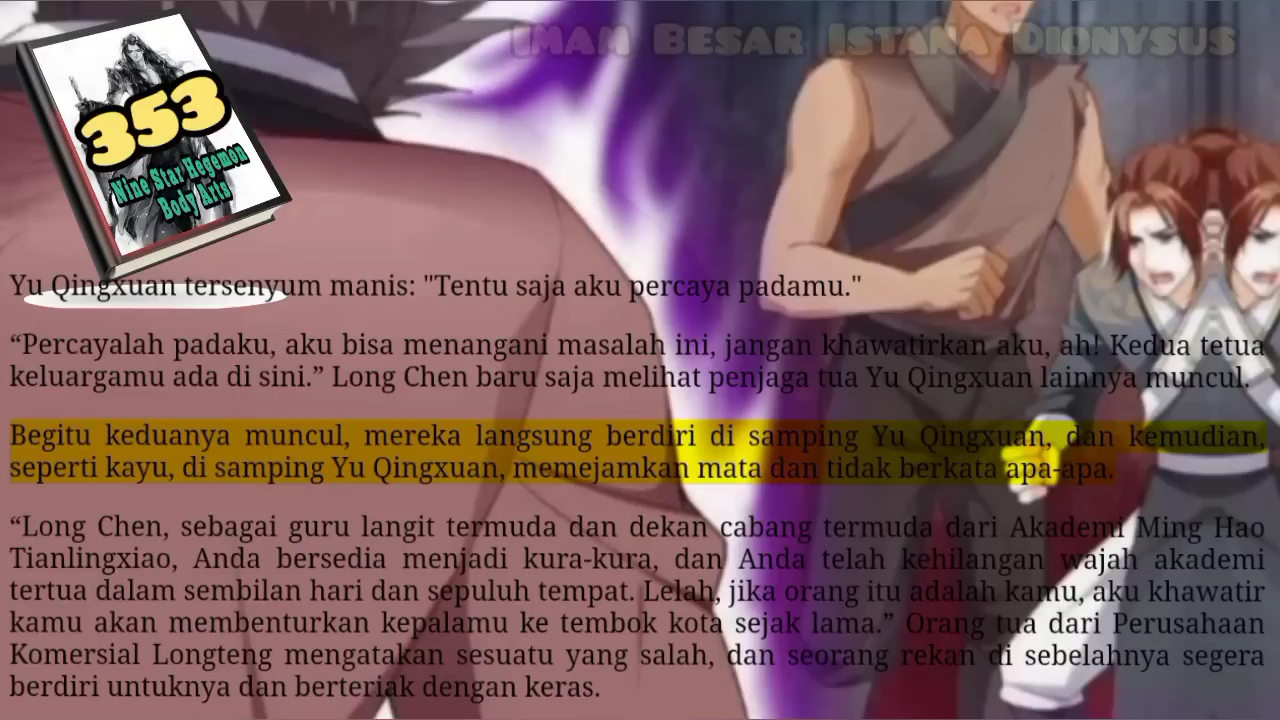 Imam Besar Istana Dionysus
353
Nine Star Hegemon
Body Arts
Yu Qingxuan tersenyum manis: "Tentu saja aku percaya padamu."
“Percayalah padaku, aku bisa menangani masalah ini, jangan khawatirkan aku, ah! Kedua tetua
keluargamu ada di sini.” Long Chen baru saja melihat penjaga tua Yu Qingxuan lainnya muncul.
Begitu keduanya muncul, mereka langsung berdiri di samping Yu Qingxuan, dan kemudian,
seperti kayu, di samping Yu Qingxuan, memejamkan mata dan tidak berkata apa-apa.
“Long Chen, sebagai guru langit termuda dan dekan cabang termuda dari Akademi Ming Hao
Tianlingxiao, Anda bersedia menjadi kura-kura, dan Anda telah kehilangan wajah akademi
tertua dalam sembilan hari dan sepuluh tempat. Lelah, jika orang itu adalah kamu, aku khawatir
kamu akan membenturkan kepalamu ke tembok kota sejak lama.” Orang tua dari Perusahaan
Komersial Longteng mengatakan sesuatu yang salah, dan seorang rekan di sebelahnya segera
berdiri untuknya dan berteriak dengan keras.